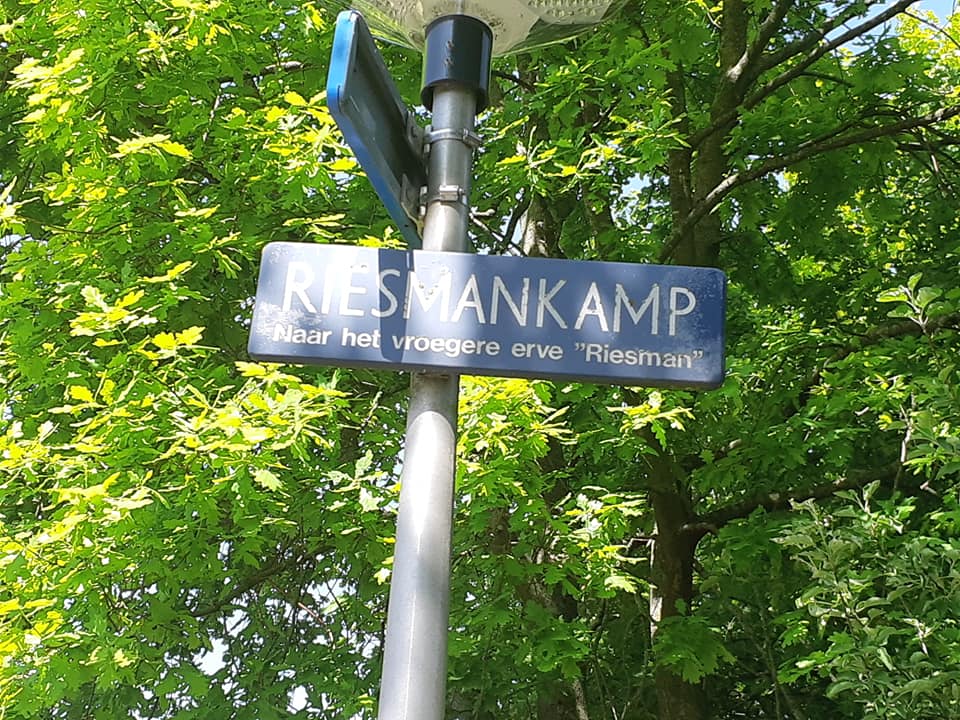 RIESMANKAMP
Naar het vroegere erve "Riesman"